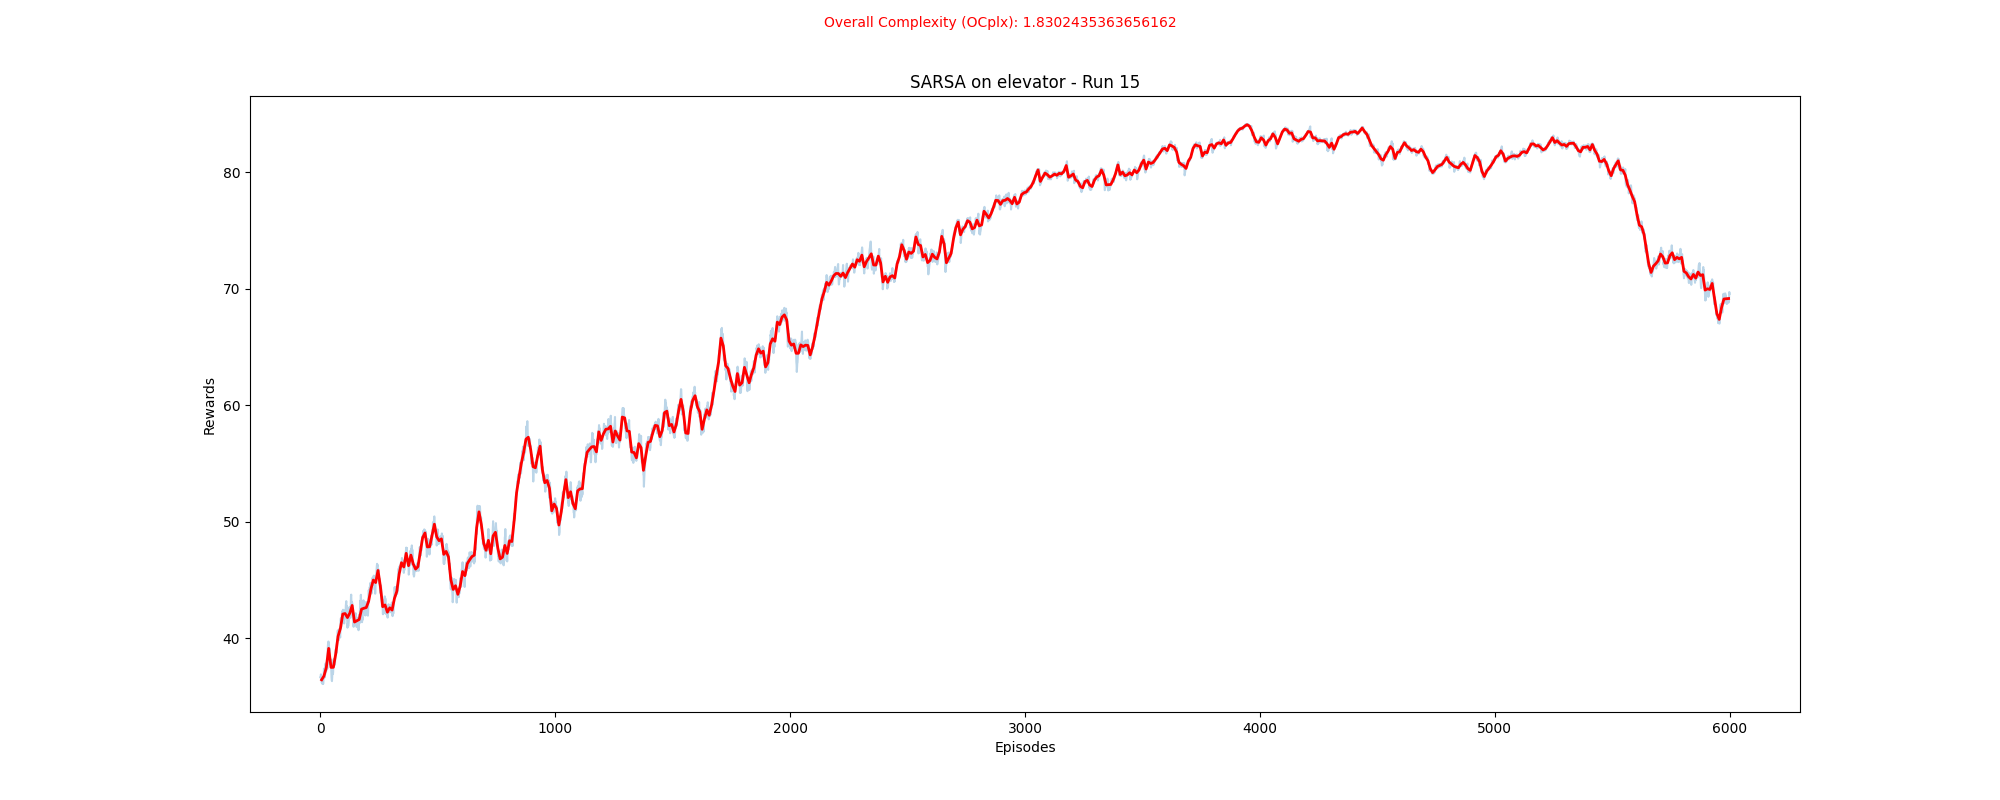 Overall Complexity (OCplx): 1.8302435363656162
SARSA on elevator - Run 15
Rewards
80
70
60
50
40
0 1000 2000 3000 4000 5000 6000
Episodes